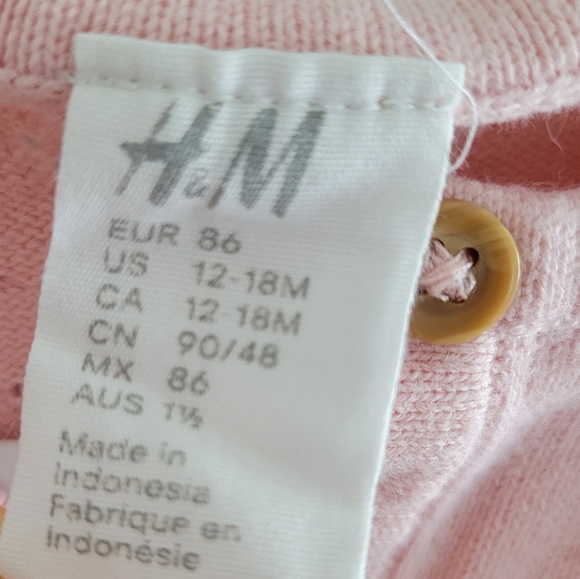 H&M
EUR 86
US 12-18M
CA 12-18M
CN 90/48
MX 86
AUS 1½
Made in
Indonesia
Fabrique en
Indonésie